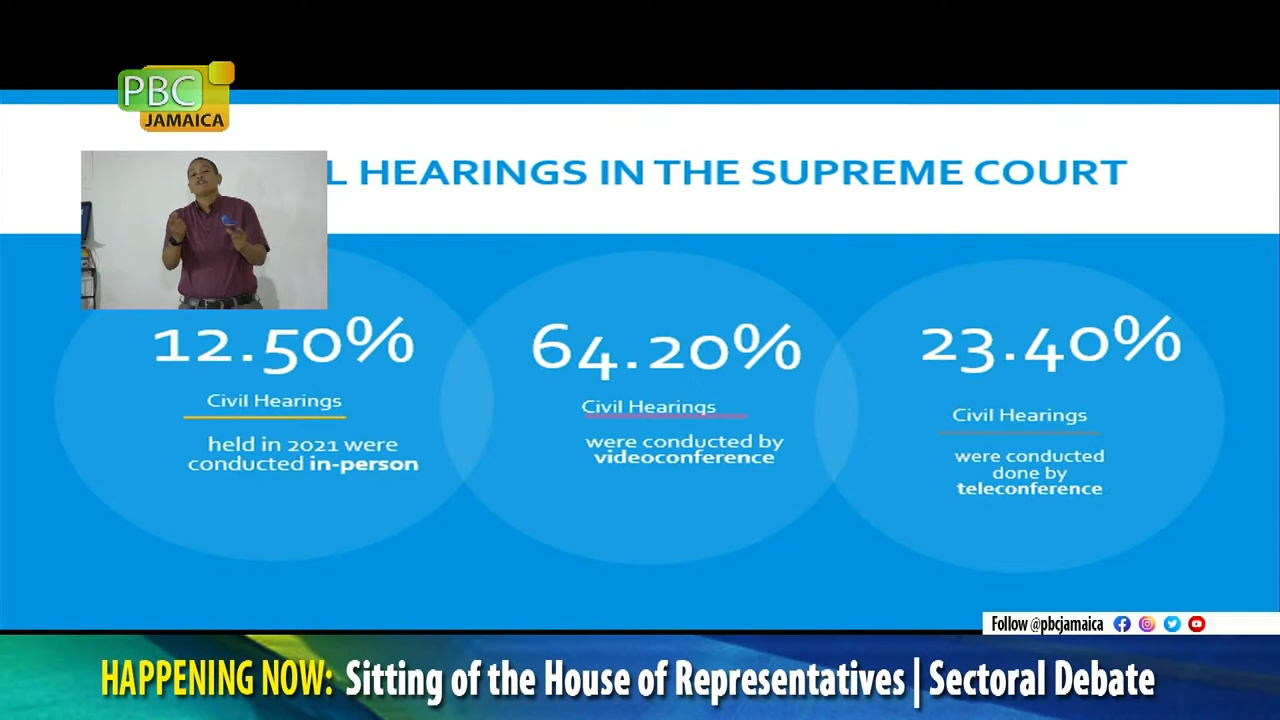 PBC
JAMAICA
L HEARINGS IN THE SUPREME COURT
12.50%
Civil Hearings
held in 2021 were
conducted in-person
64.20%
Civil Hearings
were conducted by
videoconference
23.40%
Civil Hearings
were conducted
done by
teleconference
Follow @pbcjamaica
HAPPENING NOW: Sitting of the House of Representatives | Sectoral Debate